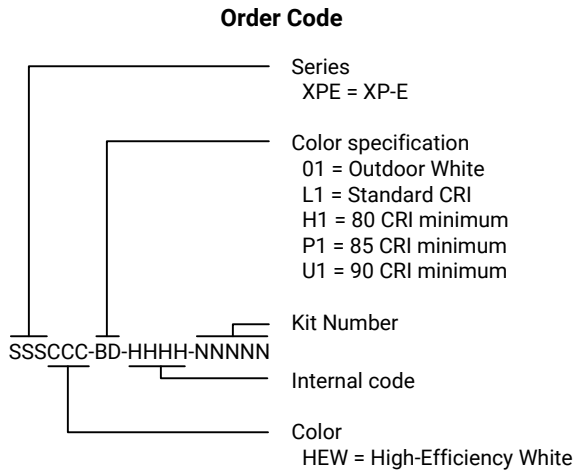 Order Code
Series
XPE = XP-E
Color specification
01 = Outdoor White
L1 = Standard CRI
H1 = 80 CRI minimum
P1 = 85 CRI minimum
U1 = 90 CRI minimum
Kit Number
SSSCCC-BD-HHHH-NNNNN
Internal code
Color
HEW = High-Efficiency White